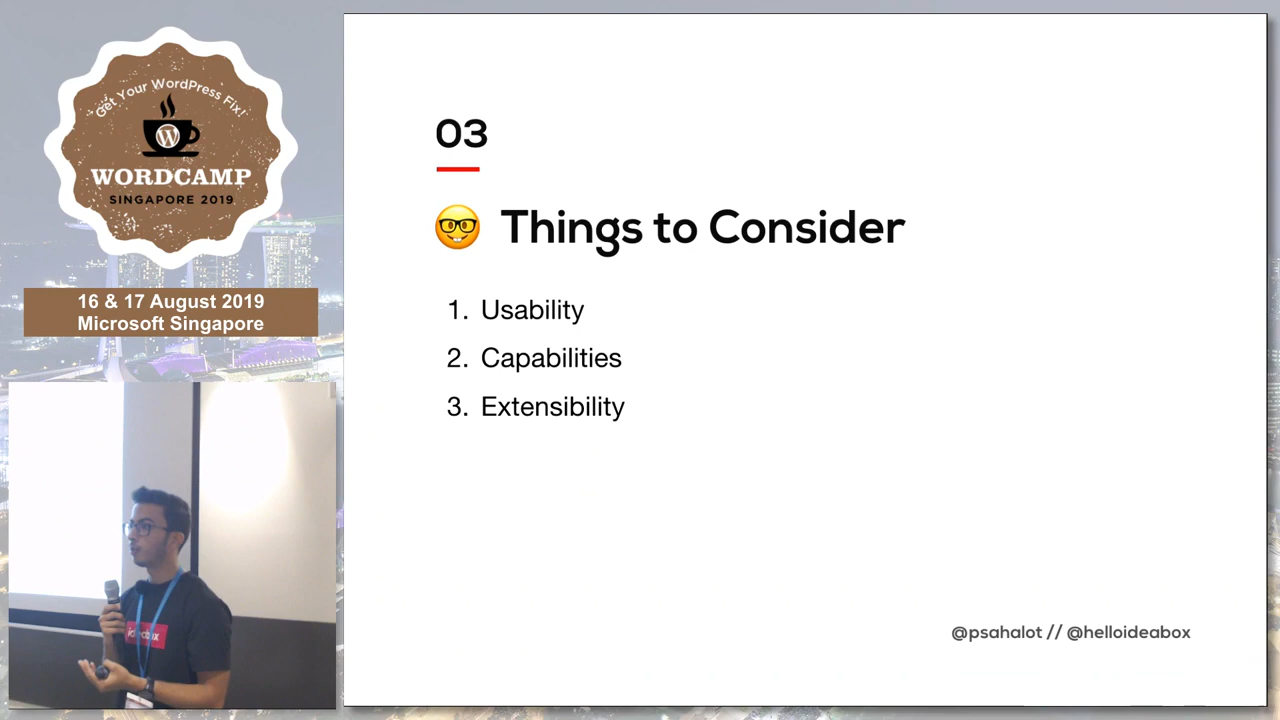 Get Your WordPress Fix!
WORDCAMP
SINGAPORE 2019
16 & 17 August 2019
Microsoft Singapore
03
Things to Consider
1. Usability
2. Capabilities
3. Extensibility
@psahalot // @helloideabox
ideabox